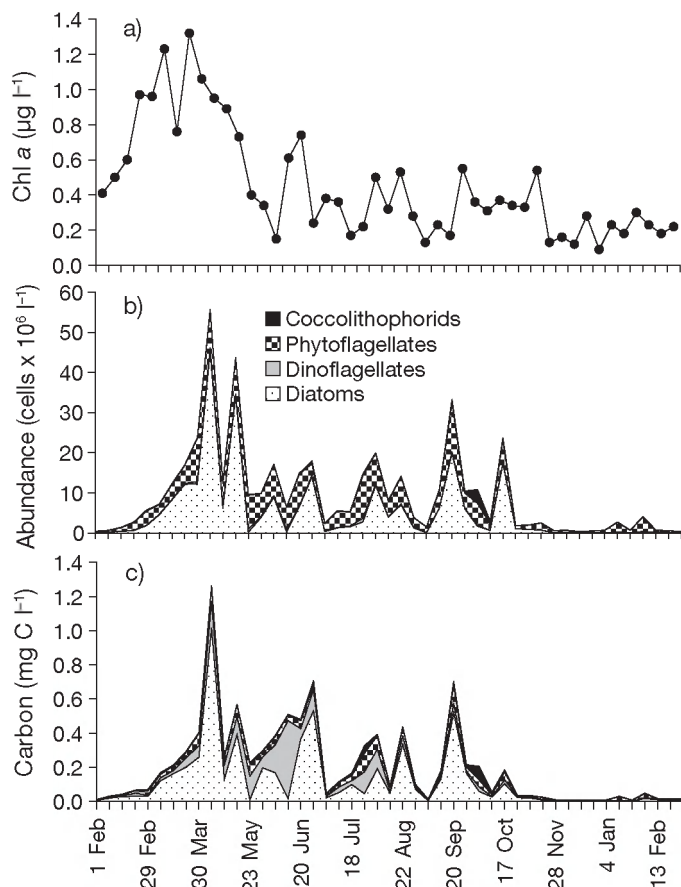 a)
Chl a (µg l⁻¹)
1.4
1.2
1.0
0.8
0.6
0.4
0.2
0.0
b)
Abundance (cells x 10⁶ l⁻¹)
60
50
40
30
20
10
0
Coccolithophorids
Phytoflagellates
Dinoflagellates
Diatoms
c)
Carbon (mg C l⁻¹)
1.4
1.2
1.0
0.8
0.6
0.4
0.2
0.0
1 Feb
29 Feb
30 Mar
23 May
20 Jun
18 Jul
22 Aug
20 Sep
17 Oct
28 Nov
4 Jan
13 Feb